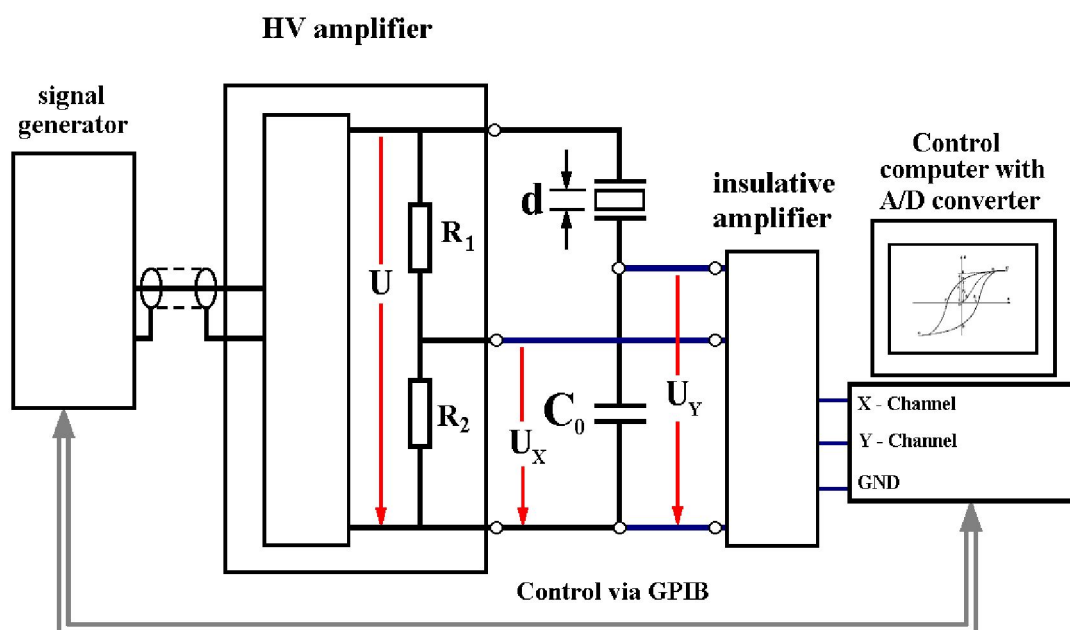 HV amplifier
signal
generator
Control
computer with
A/D converter
insulative
amplifier
d
R1
U
R2
UX
C0
UY
X - Channel
Y - Channel
GND
Control via GPIB